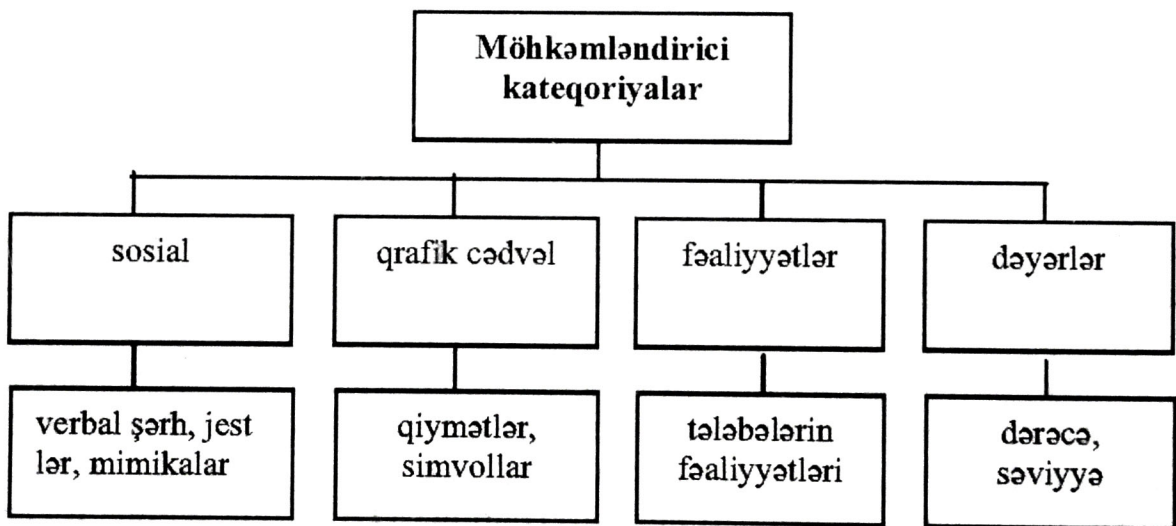 Möhkəmləndirici
kateqoriyalar
sosial
qrafik cədvəl
fəaliyyətlər
dəyərlər
verbal şərh, jest
lər, mimikalar
qiymətlər,
simvollar
tələbələrin
fəaliyyətləri
dərəcə,
səviyyə